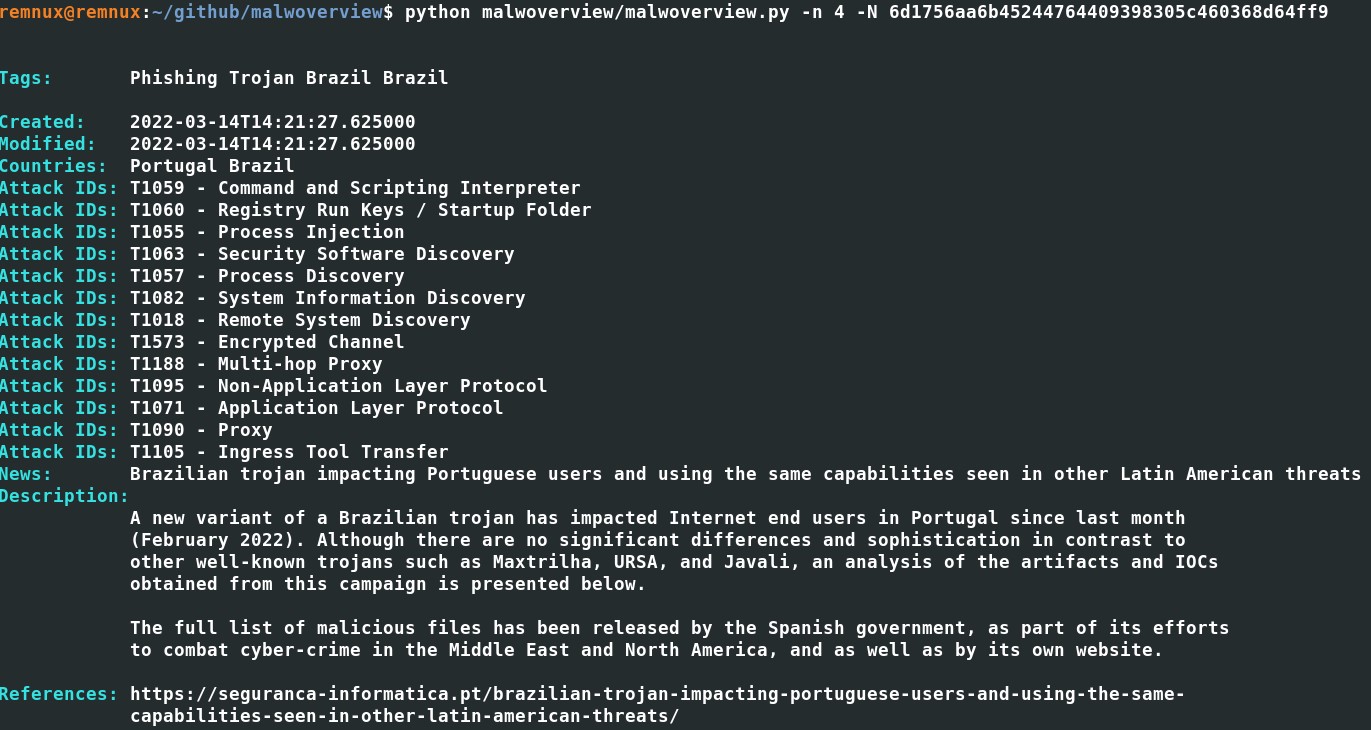 remnux@remnux:~/github/malwoverview$ python malwoverview/malwoverview.py -n 4 -N 6d1756aa6b45244764409398305c460368d64ff9
Tags: Phishing Trojan Brazil Brazil
Created: 2022-03-14T14:21:27.625000
Modified: 2022-03-14T14:21:27.625000
Countries: Portugal Brazil
Attack IDs: T1059 - Command and Scripting Interpreter
Attack IDs: T1060 - Registry Run Keys / Startup Folder
Attack IDs: T1055 - Process Injection
Attack IDs: T1063 - Security Software Discovery
Attack IDs: T1057 - Process Discovery
Attack IDs: T1082 - System Information Discovery
Attack IDs: T1018 - Remote System Discovery
Attack IDs: T1573 - Encrypted Channel
Attack IDs: T1188 - Multi-hop Proxy
Attack IDs: T1095 - Non-Application Layer Protocol
Attack IDs: T1071 - Application Layer Protocol
Attack IDs: T1090 - Proxy
Attack IDs: T1105 - Ingress Tool Transfer
News: Brazilian trojan impacting Portuguese users and using the same capabilities seen in other Latin American threats
Description:
A new variant of a Brazilian trojan has impacted Internet end users in Portugal since last month
(February 2022). Although there are no significant differences and sophistication in contrast to
other well-known trojans such as Maxtrilha, URSA, and Javali, an analysis of the artifacts and IOCs
obtained from this campaign is presented below.
The full list of malicious files has been released by the Spanish government, as part of its efforts
to combat cyber-crime in the Middle East and North America, and as well as by its own website.
References: https://seguranca-informatica.pt/brazilian-trojan-impacting-portuguese-users-and-using-the-same-
capabilities-seen-in-other-latin-american-threats/